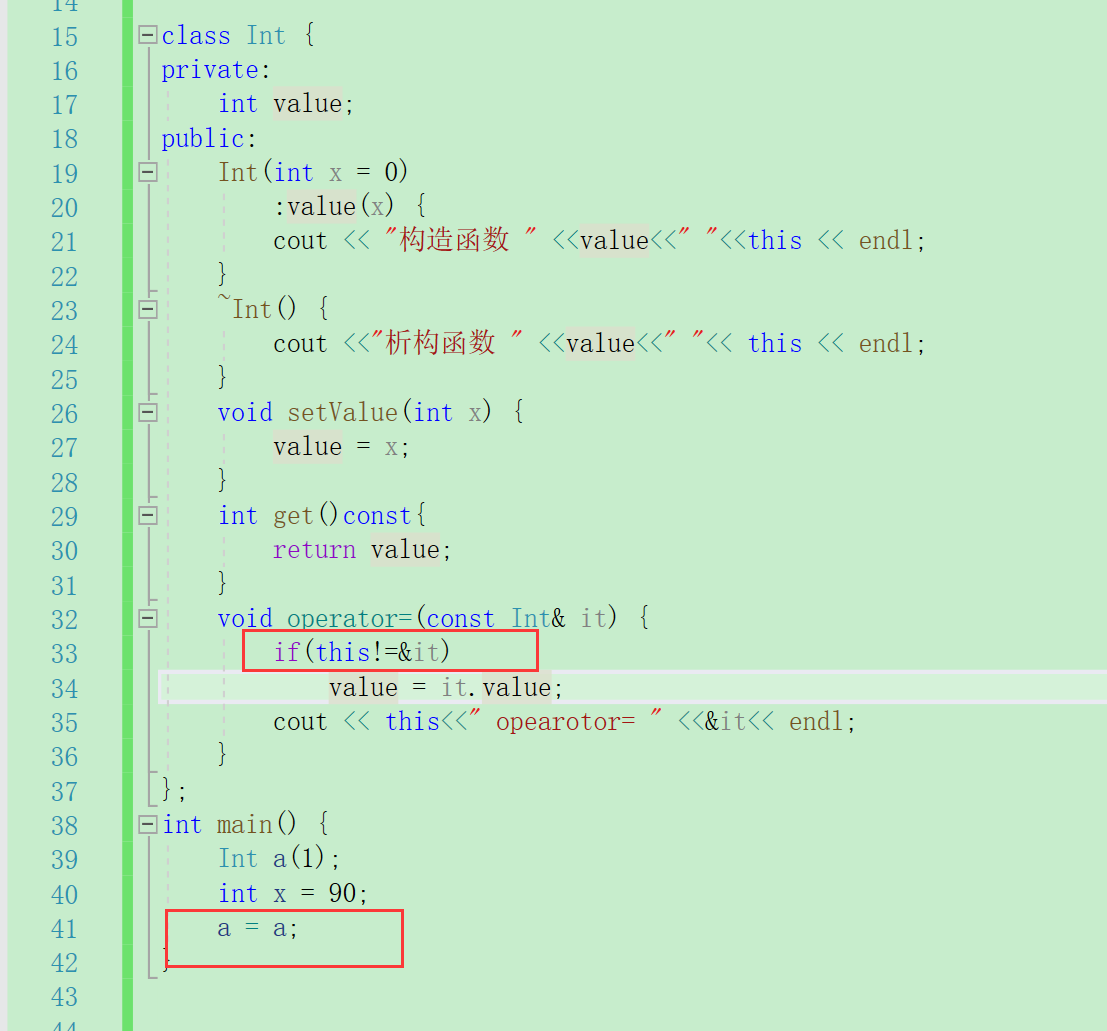 14
15 class Int {
16 private:
17 int value;
18 public:
19 Int(int x = 0)
20 :value(x) {
21 cout << "构造函数 " <<value<<" "<<this << endl;
22 }
23 ~Int() {
24 cout <<"析构函数 " <<value<<" "<< this << endl;
25 }
26 void setValue(int x) {
27 value = x;
28 }
29 int get()const{
30 return value;
31 }
32 void operator=(const Int& it) {
33 if(this!=&it)
34 value = it.value;
35 cout << this<<" opearotor= " <<&it<< endl;
36 }
37 };
38 int main() {
39 Int a(1);
40 int x = 90;
41 a = a;
42 }
43
44